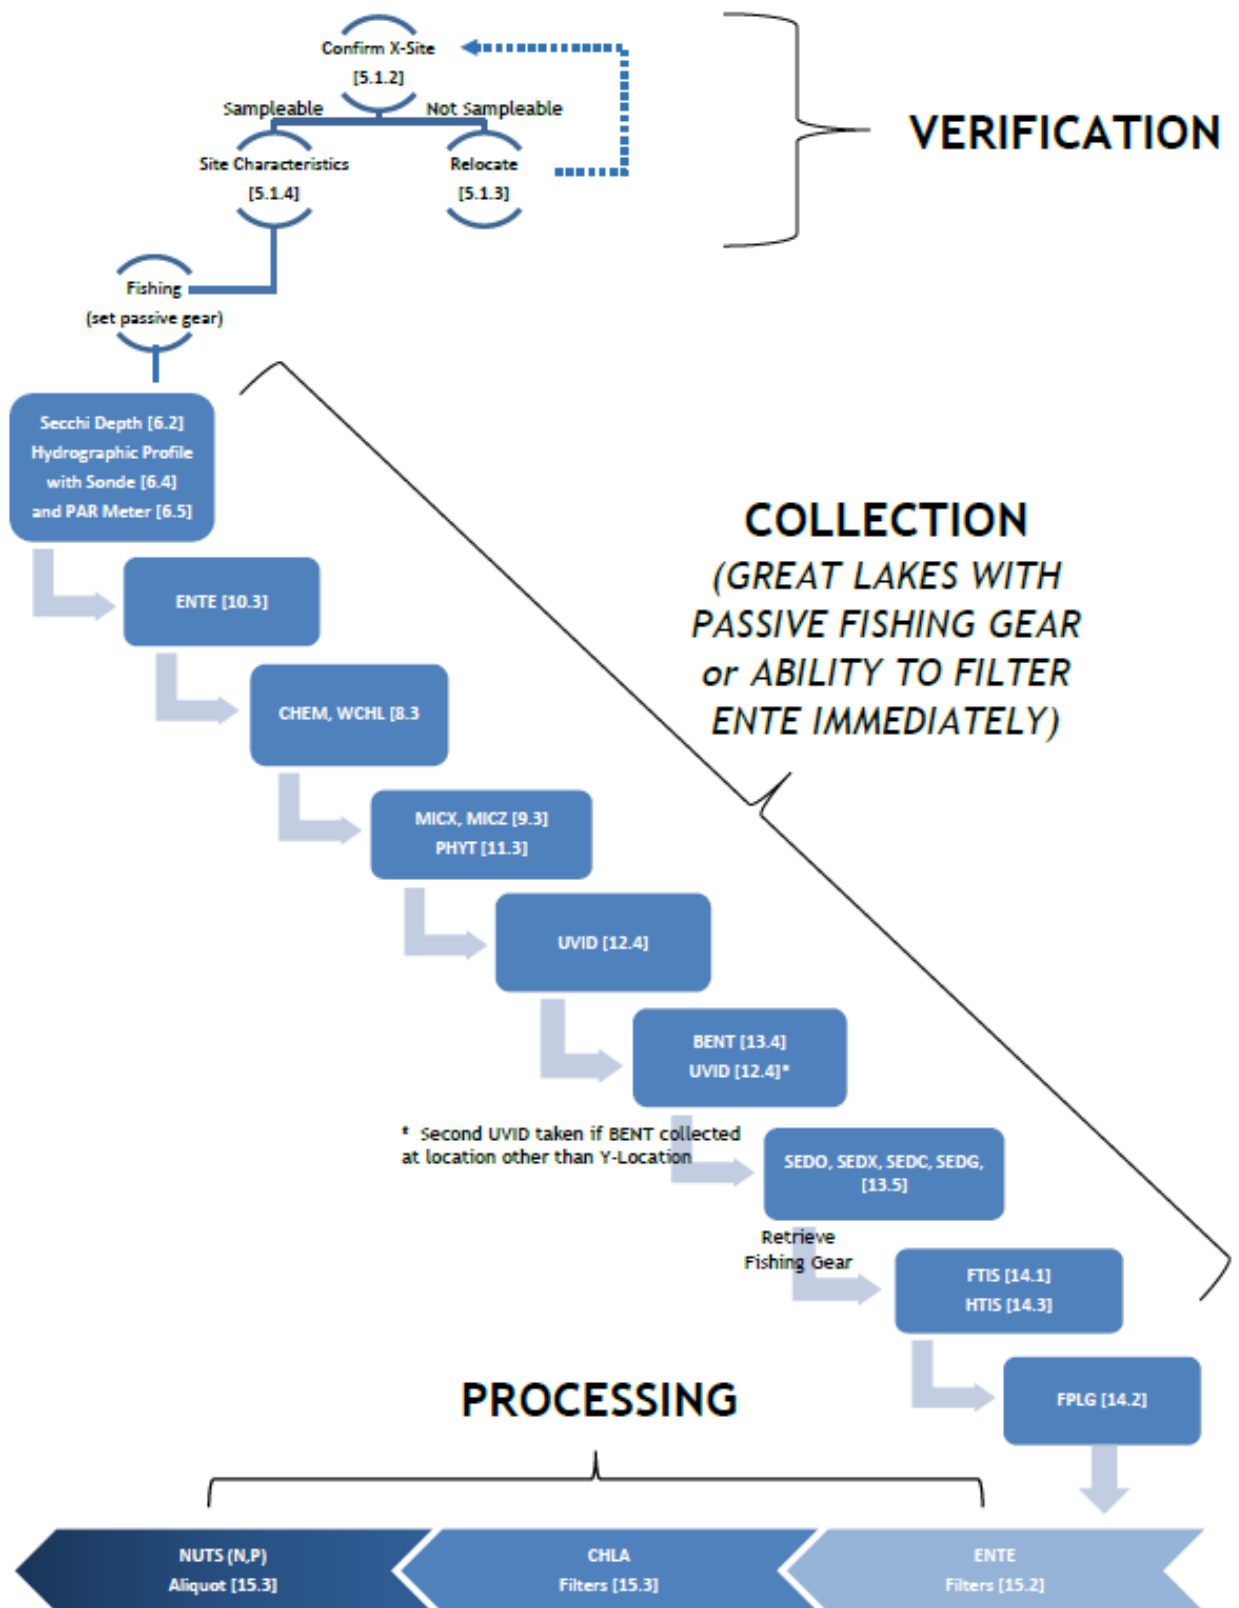 Confirm X-Site
[5.1.2]
Sampleable
Not Sampleable
Site Characteristics
[5.1.4]
Relocate
[5.1.3]
VERIFICATION
Fishing
(set passive gear)
Secchi Depth [6.2]
Hydrographic Profile
with Sonde [6.4]
and PAR Meter [6.5]
COLLECTION
(GREAT LAKES WITH
PASSIVE FISHING GEAR
or ABILITY TO FILTER
ENTE IMMEDIATELY)
ENTE [10.3]
CHEM, WCHL [8.3
MICX, MICZ [9.3]
PHYT [11.3]
UVID [12.4]
BENT [13.4]
UVID [12.4]*
* Second UVID taken if BENT collected
at location other than Y-Location
SEDO, SEDX, SEDC, SEDG,
[13.5]
Retrieve
Fishing Gear
FTIS [14.1]
HTIS [14.3]
FPLG [14.2]
PROCESSING
NUTS (N,P)
Aliquot [15.3]
CHLA
Filters [15.3]
ENTE
Filters [15.2]